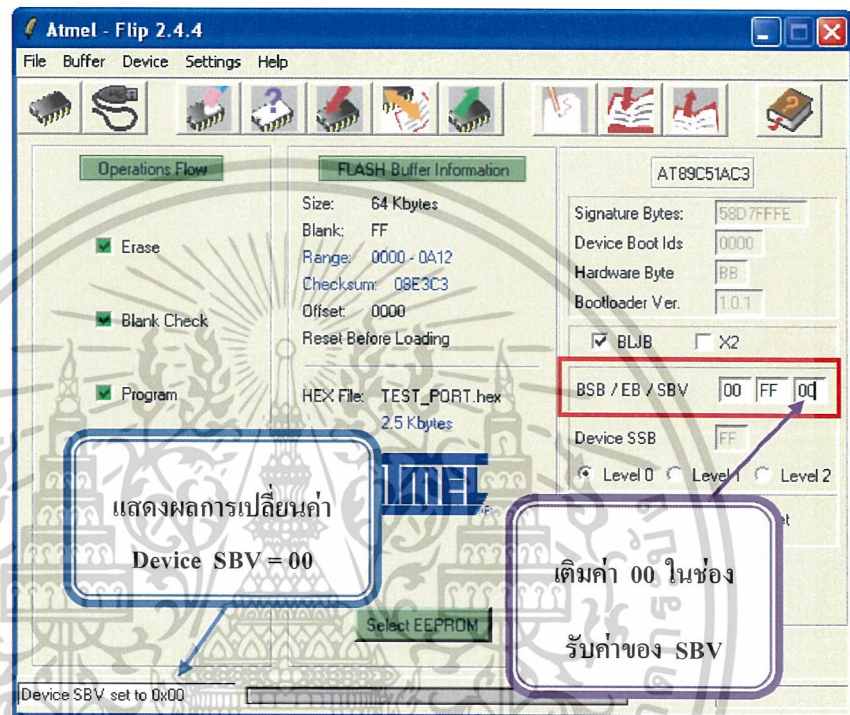 Atmel - Flip 2.4.4
File Buffer Device Settings Help
Operations Flow
Erase
Blank Check
Program
FLASH Buffer Information
Size: 64 Kbytes
Blank: FF
Range: 0000 - 0A12
Checksum: 08E3C3
Offset: 0000
Reset Before Loading
HEX File: TEST_PORT.hex
2.5 Kbytes
ATMEL
Select EEPROM
AT89C51AC3
Signature Bytes: 58D7FFFE
Device Boot Ids 0000
Hardware Byte BB
Bootloader Ver. 1.0.1
BLJB X2
BSB / EB / SBV 00 FF 00
Device SSB FF
Level 0 Level 1 Level 2
แสดงผลการเปลี่ยนค่า
Device SBV = 00
เติมค่า 00 ในช่อง
รับค่าของ SBV
Device SBV set to 0x00